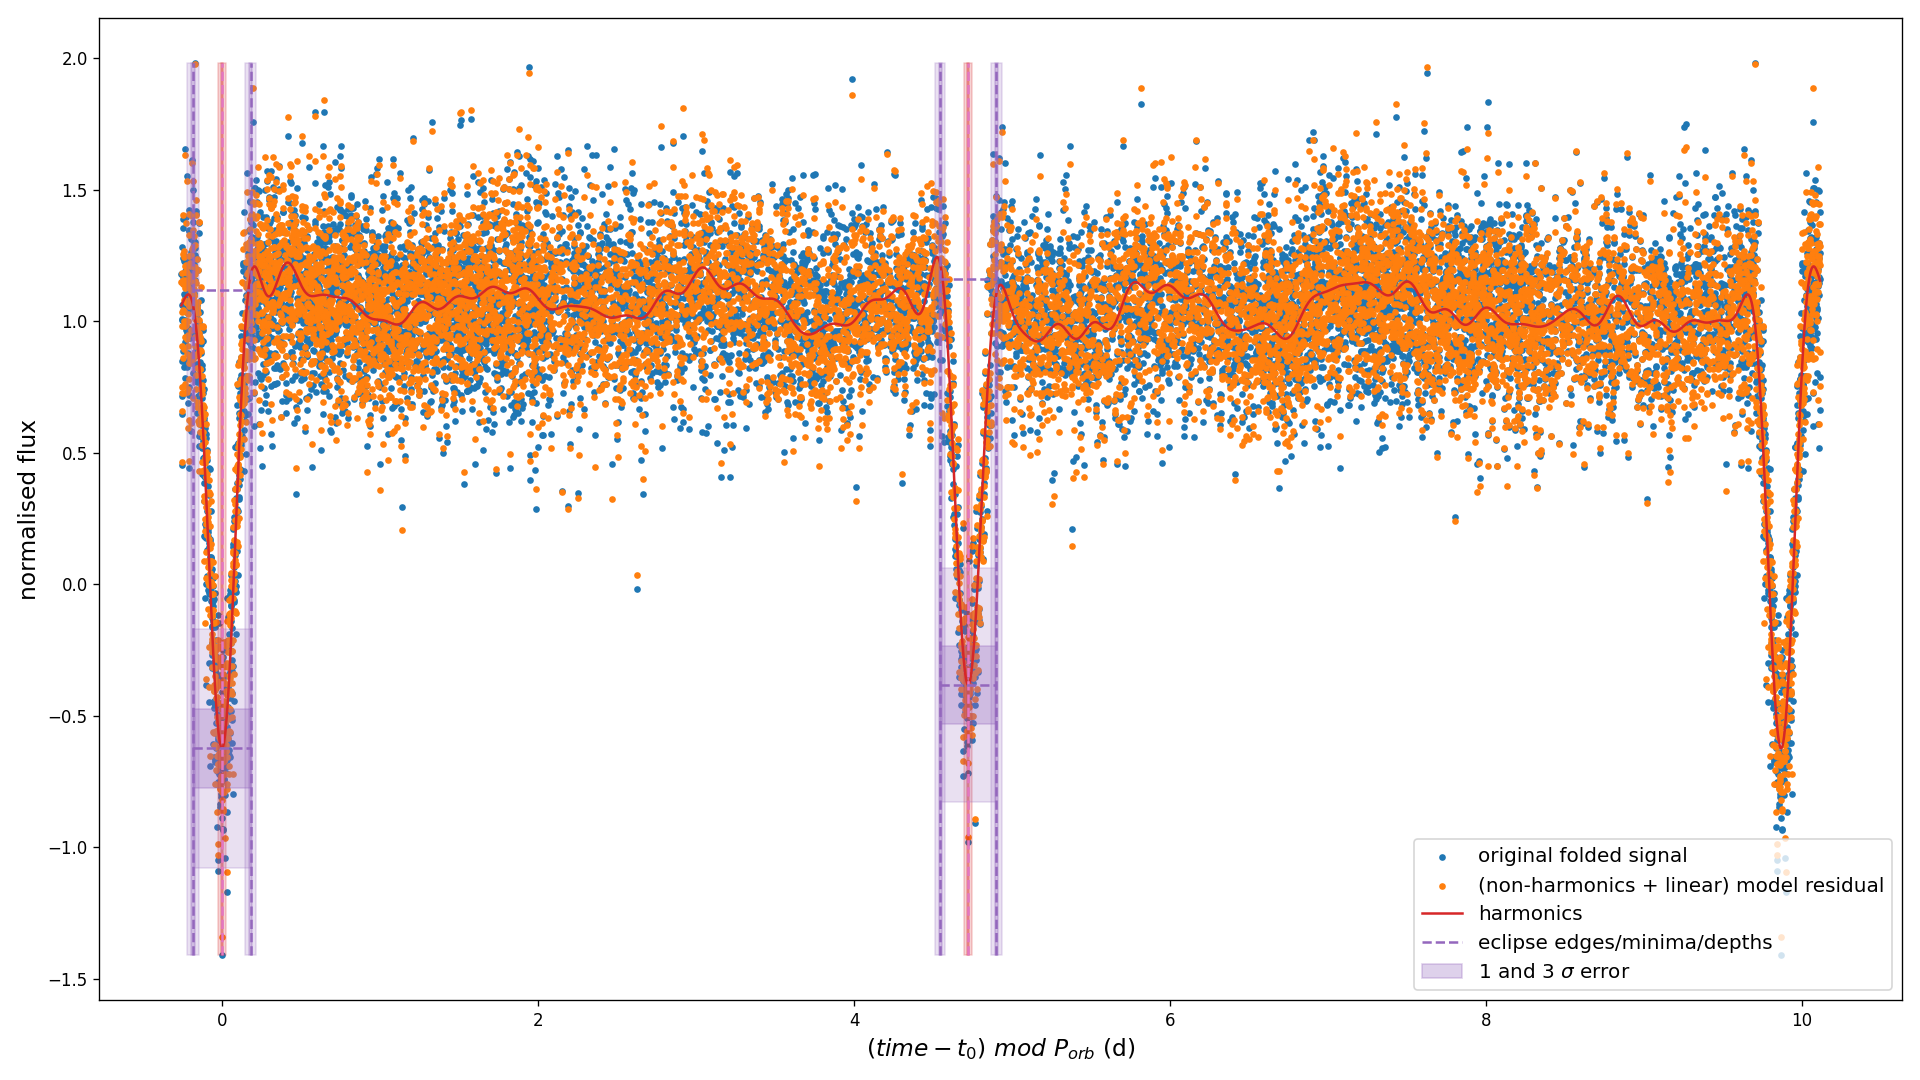 2.0
1.5
1.0
0.5
0.0
−0.5
−1.0
−1.5
normalised flux
original folded signal
(non-harmonics + linear) model residual
harmonics
eclipse edges/minima/depths
1 and 3 σ error
0 2 4 6 8 10
(time − t₀) mod P_orb (d)